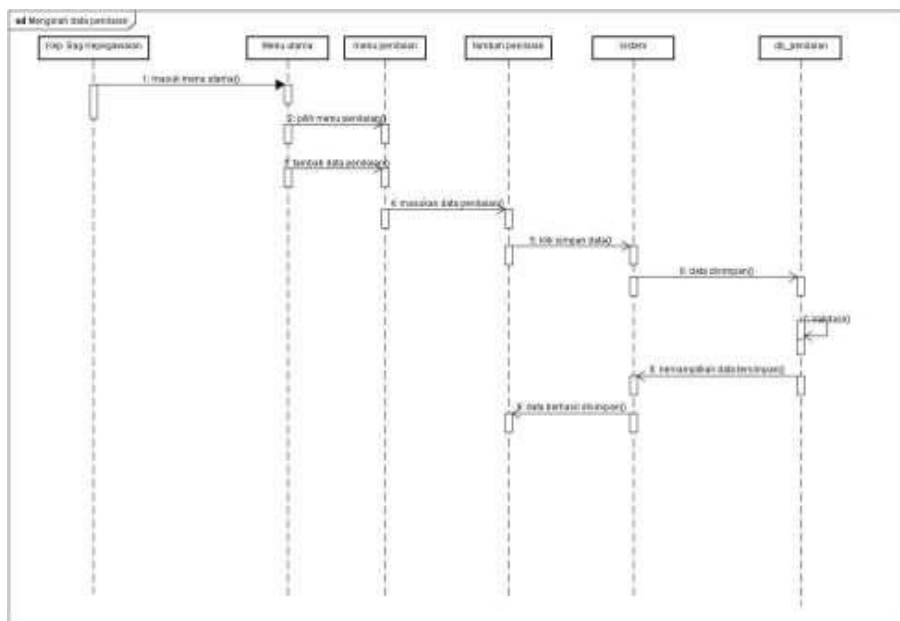 sd Mengolah data penilaian
Kep. Bag Kepegawaian
Menu utama
menu penilaian
tambah penilaian
sistem
db_penilaian
1: masuk menu utama()
2: pilih menu penilaian()
tambah data penilaian()
4: masukan data penilaian()
5: klik simpan data()
6: data disimpan()
validasi()
8: menampilkan data tersimpan()
9: data berhasil disimpan()